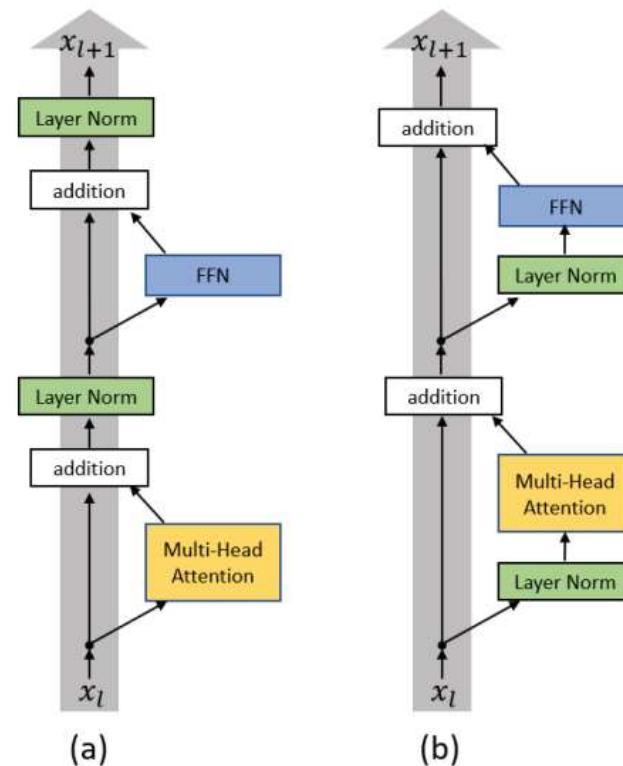 x_{l+1}
Layer Norm
addition
FFN
Layer Norm
addition
Multi-Head
Attention
x_l
(a)
x_{l+1}
addition
FFN
Layer Norm
addition
Multi-Head
Attention
Layer Norm
x_l
(b)